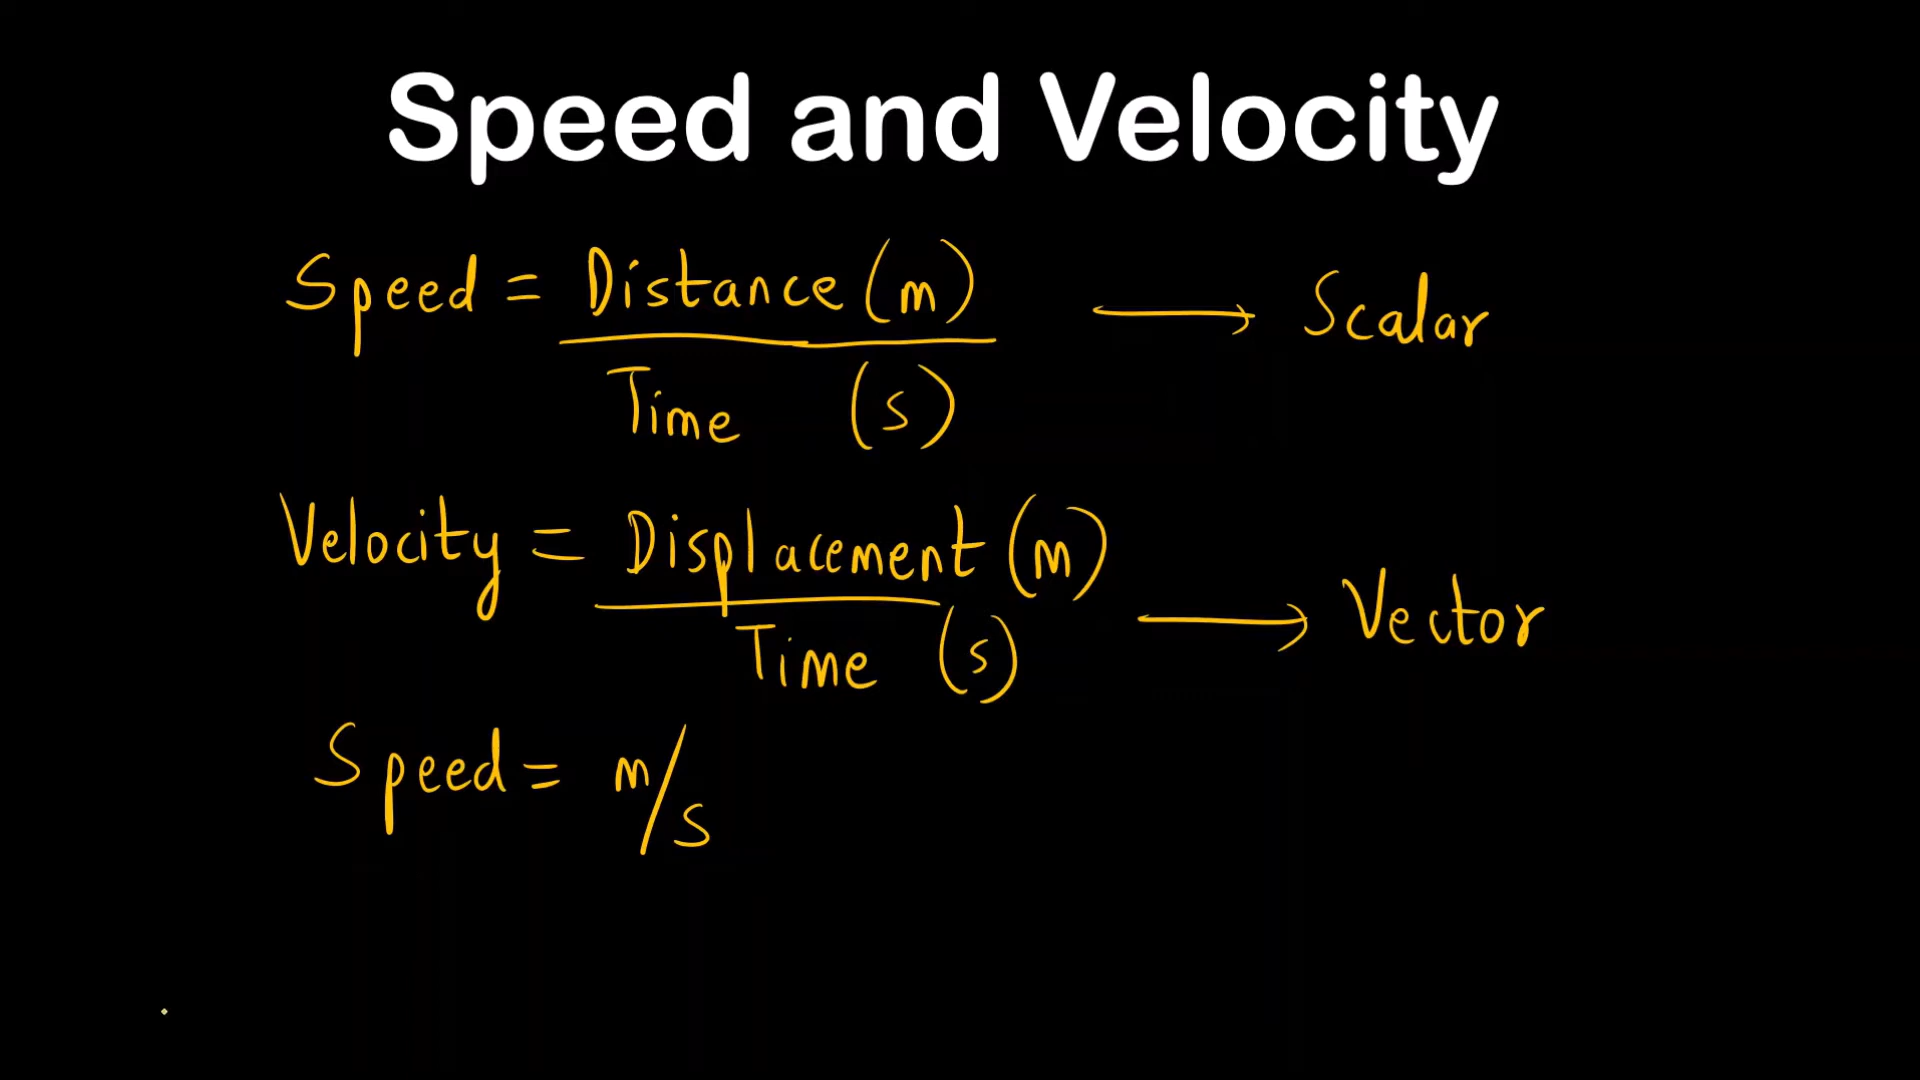 Speed and Velocity
Speed = Distance (m) → Scalar
Time (s)
Velocity = Displacement (m) → Vector
Time (s)
Speed = m/s